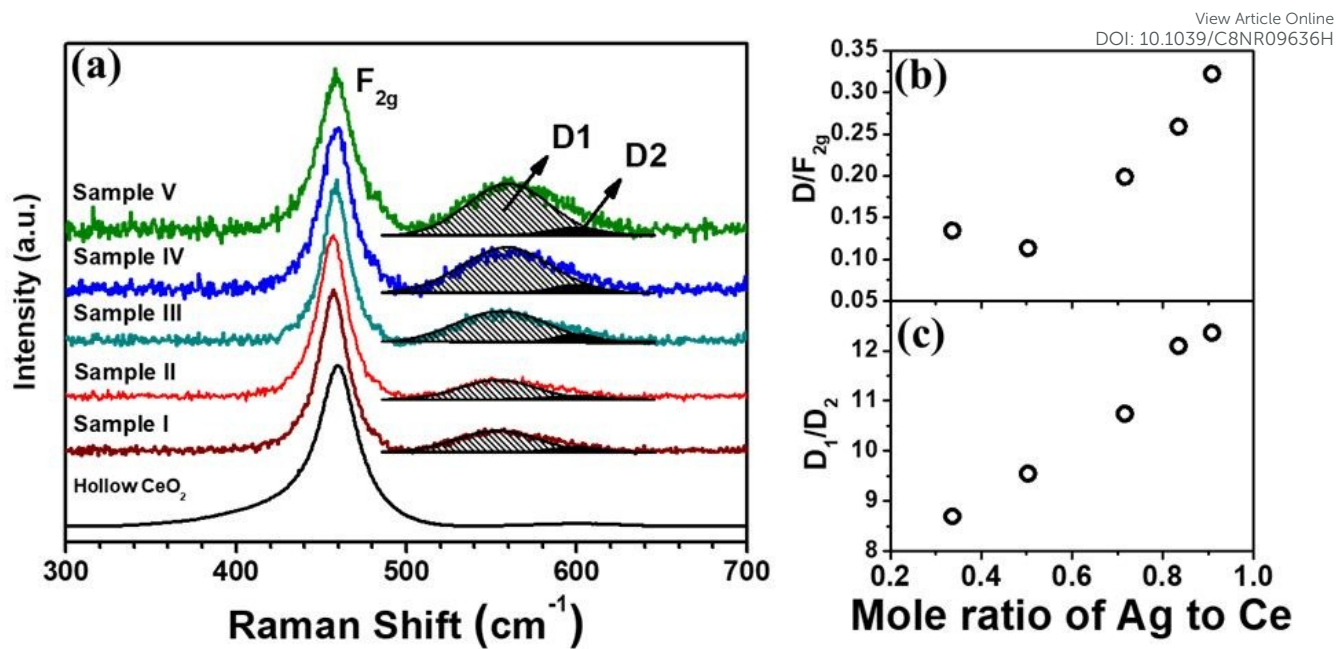 View Article Online
DOI: 10.1039/C8NR09636H
(a)
F2g
D1
D2
Sample V
Sample IV
Sample III
Sample II
Sample I
Hollow CeO2
Intensity (a.u.)
300 400 500 600 700
Raman Shift (cm-1)
(b)
0.35
0.30
0.25
0.20
0.15
0.10
0.05
D/F2g
(c)
12
11
10
9
8
D1/D2
0.2 0.4 0.6 0.8 1.0
Mole ratio of Ag to Ce